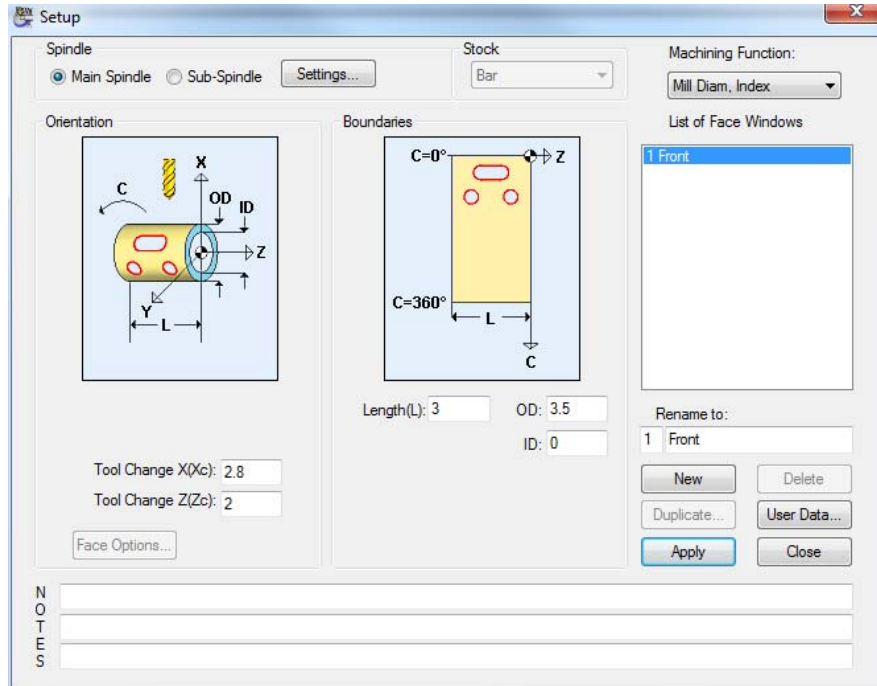 Setup
Spindle
Main Spindle
Sub-Spindle
Settings...
Stock
Bar
Machining Function:
Mill Diam, Index
Orientation
X
C
OD
ID
Z
Y
L
Boundaries
C=0°
Z
C=360°
L
C
List of Face Windows
1 Front
Length(L): 3
OD: 3.5
ID: 0
Tool Change X(Xc): 2.8
Tool Change Z(Zc): 2
Face Options...
Rename to:
1 Front
New
Delete
Duplicate...
User Data...
Apply
Close
N
O
T
E
S